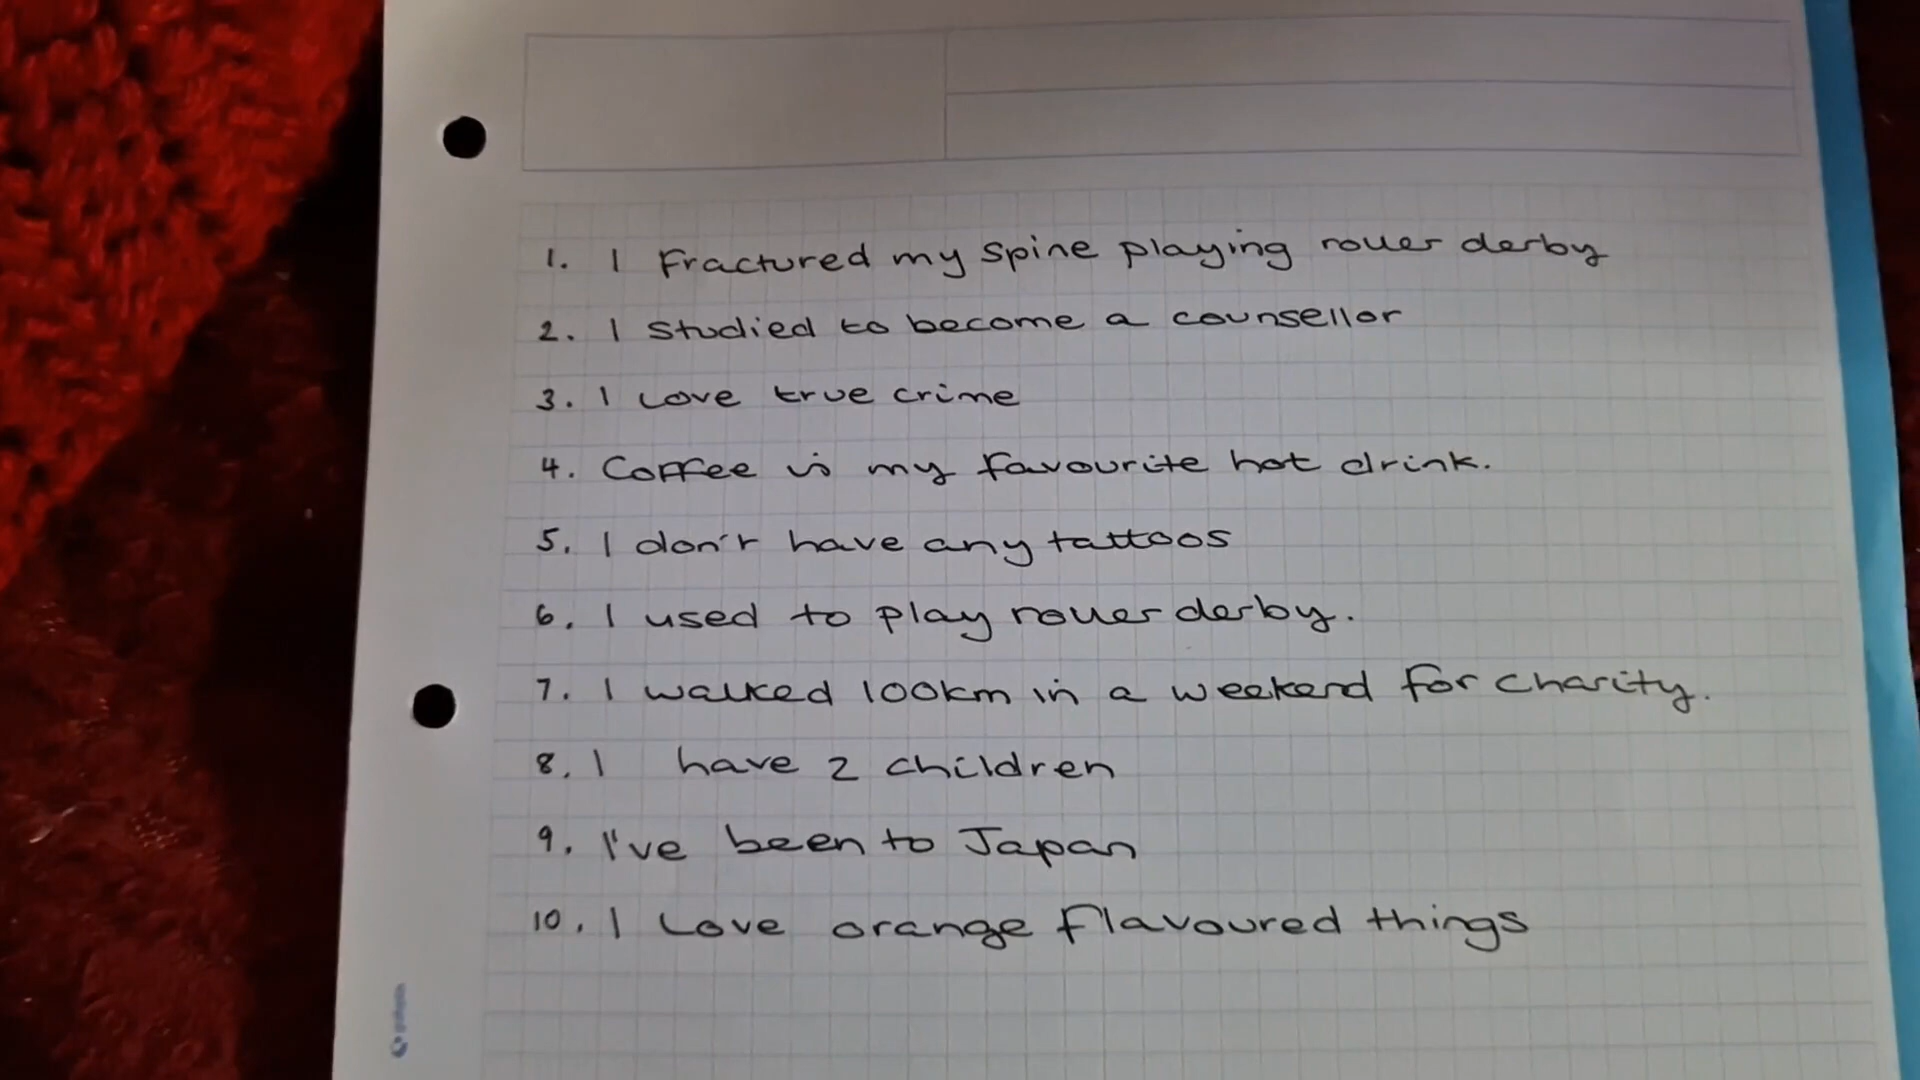 1. I Fractured my spine playing roller derby
2. I studied to become a counsellor
3. I Love true crime
4. Coffee is my favourite hot drink.
5. I don't have any tattoos
6. I used to play roller derby.
7. I walked 100km in a weekend for charity.
8. I have 2 children
9. I've been to Japan
10. I Love orange flavoured things